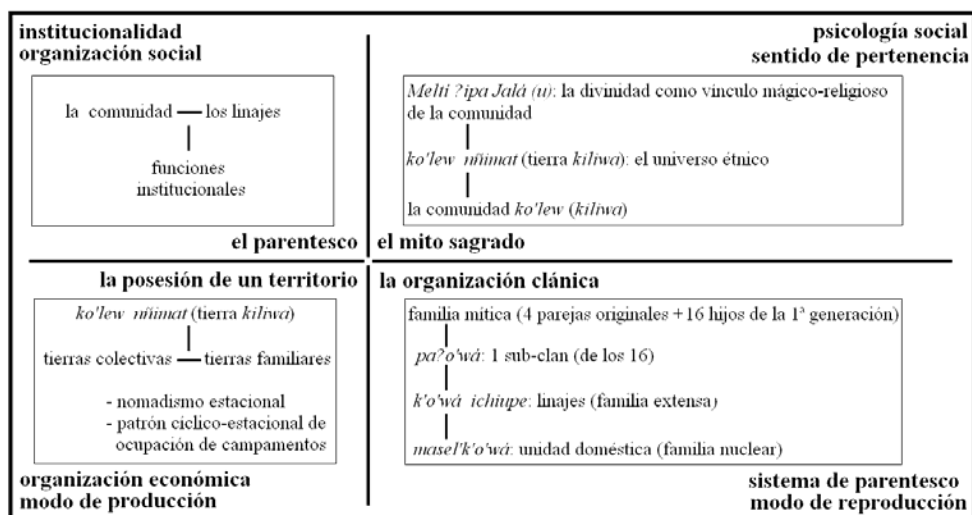 institucionalidad
organización social
la comunidad — los linajes
funciones
institucionales
el parentesco
psicología social
sentido de pertenencia
Melti ?ipa Jalá (u): la divinidad como vinculo mágico-religioso
de la comunidad
ko'lew nñimat (tierra kiliwa): el universo étnico
la comunidad ko'lew (kiliwa)
el mito sagrado
la posesión de un territorio
ko'lew nñimat (tierra kiliwa)
tierras colectivas — tierras familiares
- nomadismo estacional
- patrón cíclico-estacional de
ocupación de campamentos
organización económica
modo de producción
la organización clánica
familia mítica (4 parejas originales +16 hijos de la 1ª generación)
pa?o'wá: 1 sub-clan (de los 16)
k'o'wá ichiupe: linajes (familia extensa)
masel'k'o'wá: unidad doméstica (familia nuclear)
sistema de parentesco
modo de reproducción